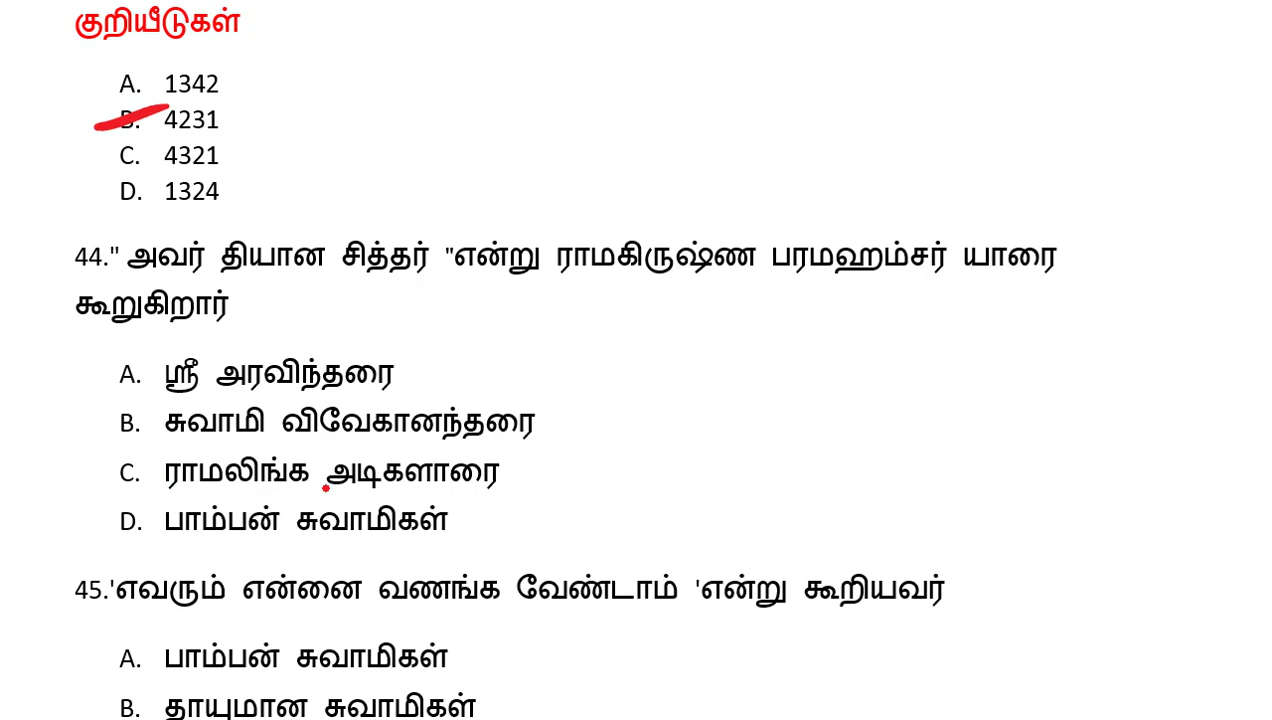 குறியீடுகள்
A. 1342
B. 4231
C. 4321
D. 1324
44." அவர் தியான சித்தர் "என்று ராமகிருஷ்ண பரமஹம்சர் யாரை
கூறுகிறார்
A. ஸ்ரீ அரவிந்தரை
B. சுவாமி விவேகானந்தரை
C. ராமலிங்க அடிகளாரை
D. பாம்பன் சுவாமிகள்
45.'எவரும் என்னை வணங்க வேண்டாம் 'என்று கூறியவர்
A. பாம்பன் சுவாமிகள்
B. தாயுமான சுவாமிகள்